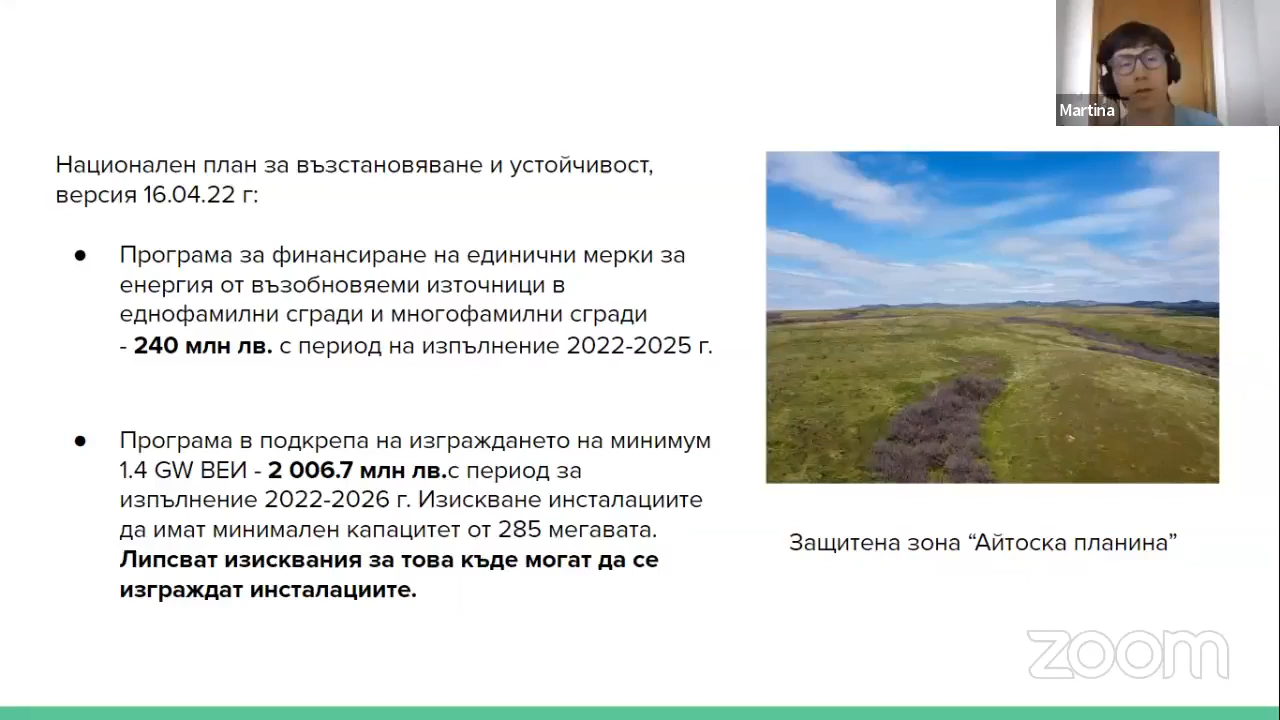 Martina
Национален план за възстановяване и устойчивост,
версия 16.04.22 г:
● Програма за финансиране на единични мерки за
енергия от възобновяеми източници в
еднофамилни сгради и многофамилни сгради
- 240 млн лв. с период на изпълнение 2022-2025 г.
● Програма в подкрепа на изграждането на минимум
1.4 GW ВЕИ - 2 006.7 млн лв.с период за
изпълнение 2022-2026 г. Изискване инсталациите
да имат минимален капацитет от 285 мегавата.
Липсват изисквания за това къде могат да се
изграждат инсталациите.
Защитена зона “Айтоска планина”
zoom